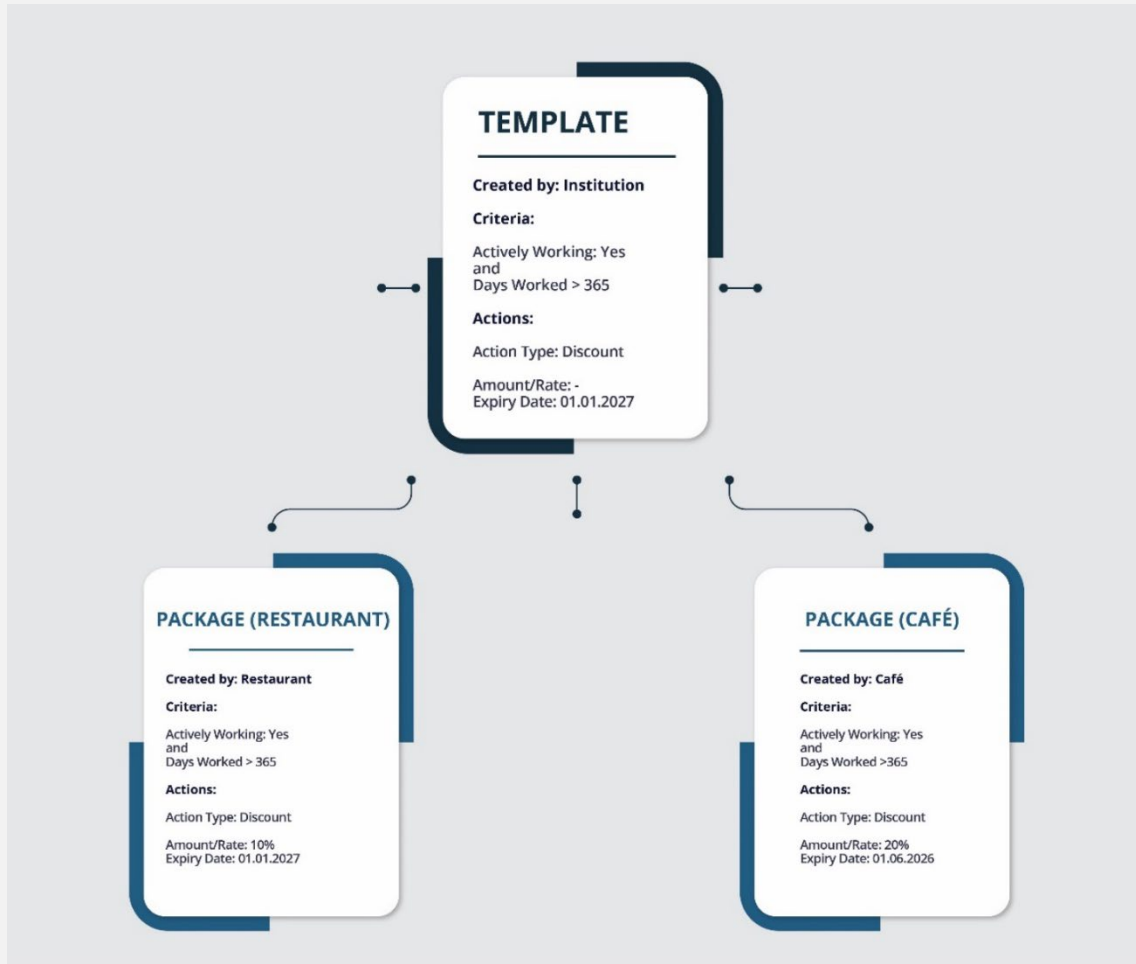 TEMPLATE
Created by: Institution
Criteria:
Actively Working: Yes
and
Days Worked > 365
Actions:
Action Type: Discount
Amount/Rate: -
Expiry Date: 01.01.2027
PACKAGE (RESTAURANT)
Created by: Restaurant
Criteria:
Actively Working: Yes
and
Days Worked > 365
Actions:
Action Type: Discount
Amount/Rate: 10%
Expiry Date: 01.01.2027
PACKAGE (CAFÉ)
Created by: Café
Criteria:
Actively Working: Yes
and
Days Worked >365
Actions:
Action Type: Discount
Amount/Rate: 20%
Expiry Date: 01.06.2026